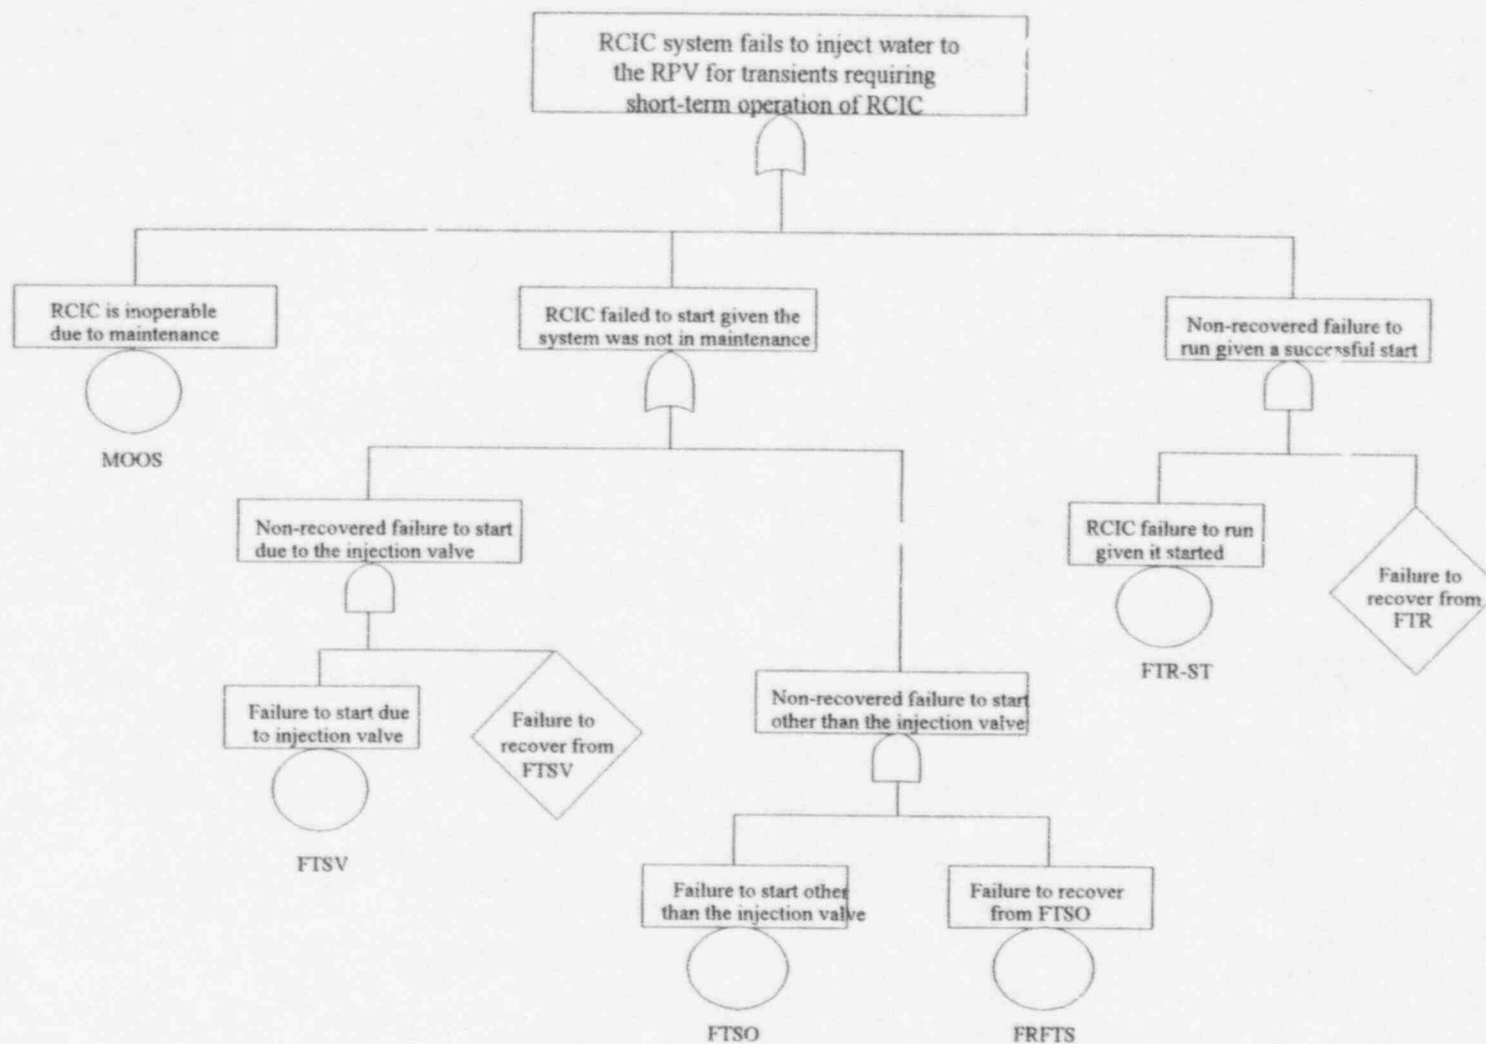 RCIC system fails to inject water to
the RPV for transients requiring
short-term operation of RCIC
RCIC is inoperable
due to maintenance
MOOS
RCIC failed to start given the
system was not in maintenance
Non-recovered failure to
run given a successful start
Non-recovered failure to start
due to the injection valve
RCIC failure to run
given it started
FTR-ST
Failure to
recover from
FTR
Failure to start due
to injection valve
FTSV
Failure to
recover from
FTSV
Non-recovered failure to start
other than the injection valve
Failure to start other
than the injection valve
FTSO
Failure to recover
from FTSO
FRFTS